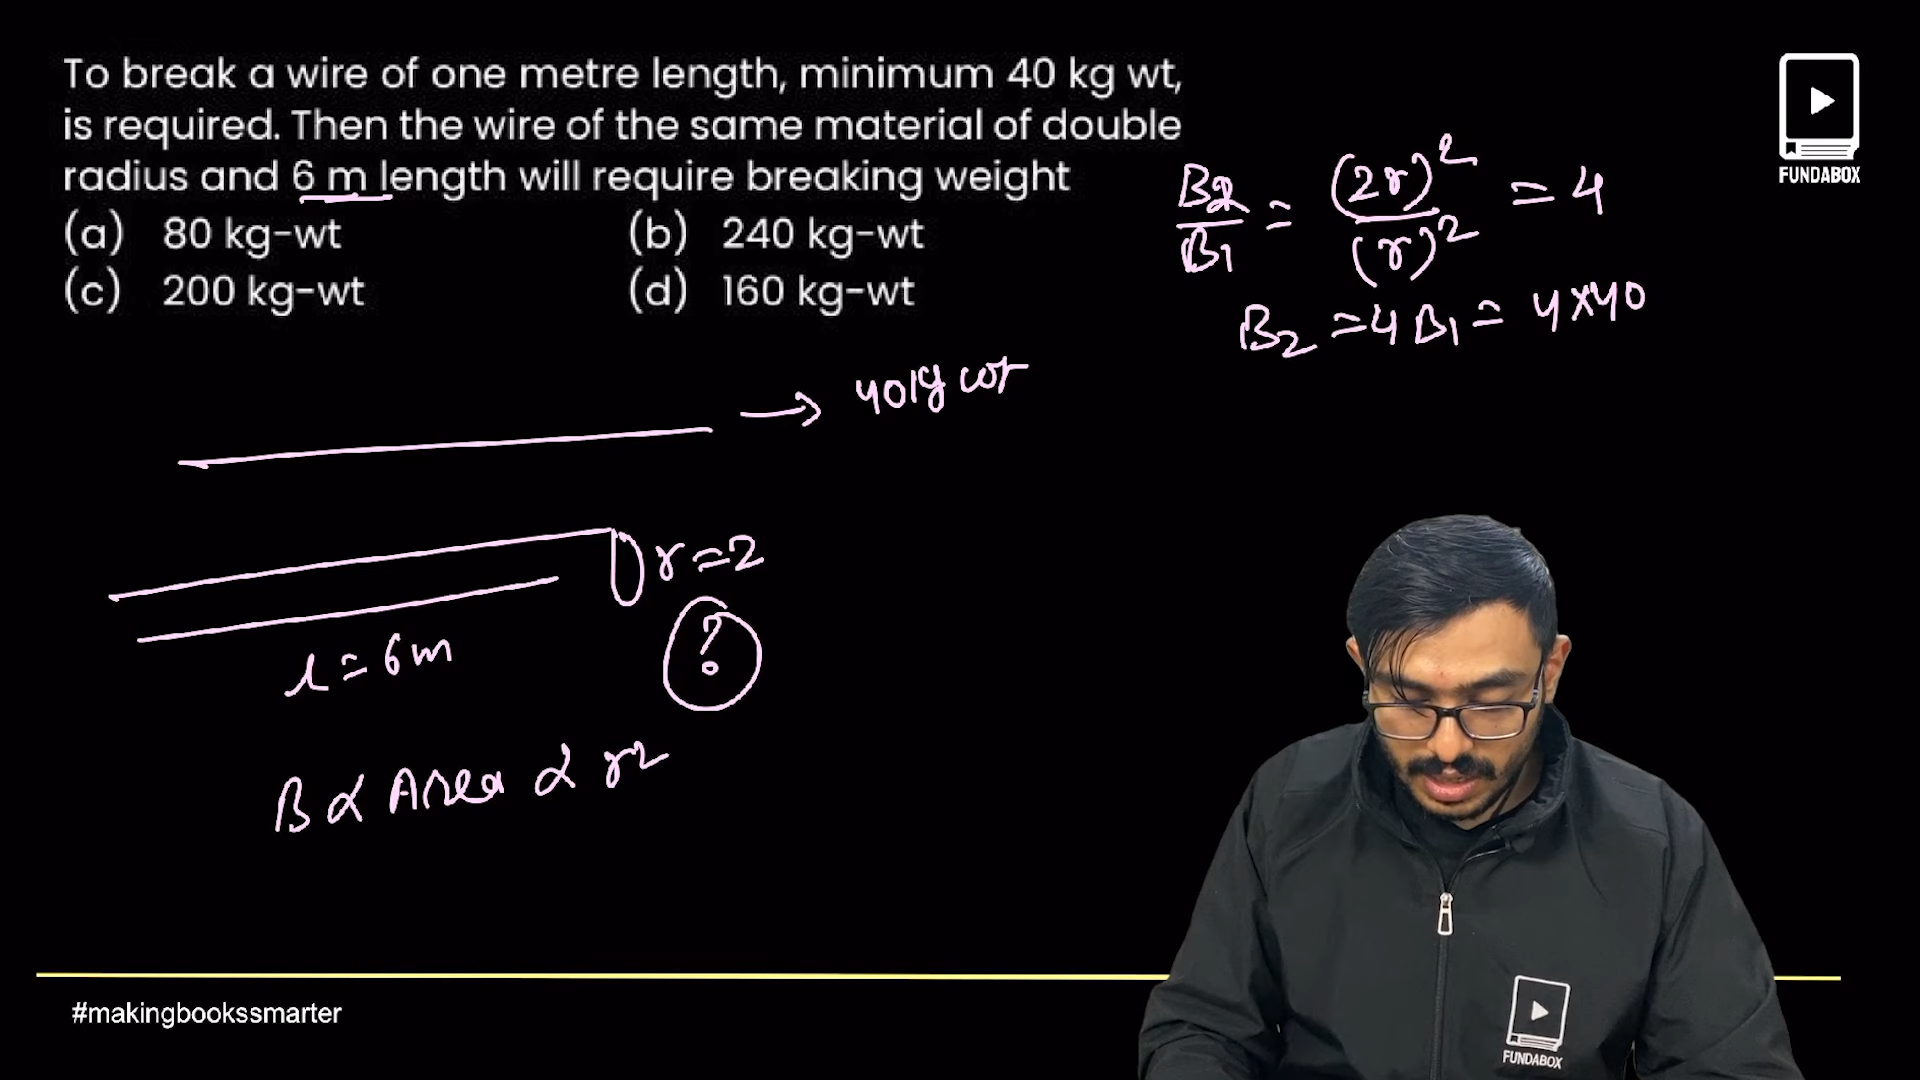 To break a wire of one metre length, minimum 40 kg wt,
is required. Then the wire of the same material of double
radius and 6 m length will require breaking weight
(a) 80 kg-wt (b) 240 kg-wt
(c) 200 kg-wt (d) 160 kg-wt
FUNDABOX
B2/B1 = (2r)²/(r)² = 4
B2 = 4 B1 = 4×40
→ 40 kg wt
r = 2
l = 6m
?
B ∝ Area ∝ r2
#makingbookssmarter
FUNDABOX